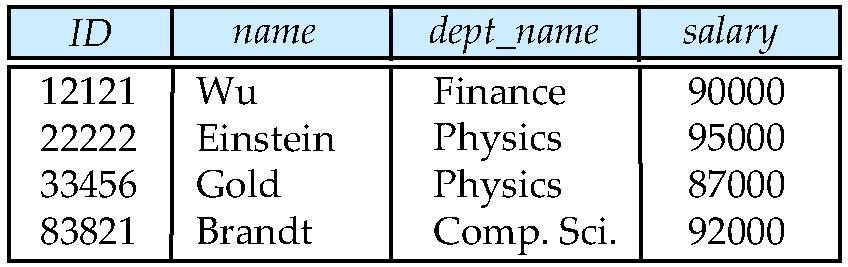 ID name dept_name salary
12121 Wu Finance 90000
22222 Einstein Physics 95000
33456 Gold Physics 87000
83821 Brandt Comp. Sci. 92000